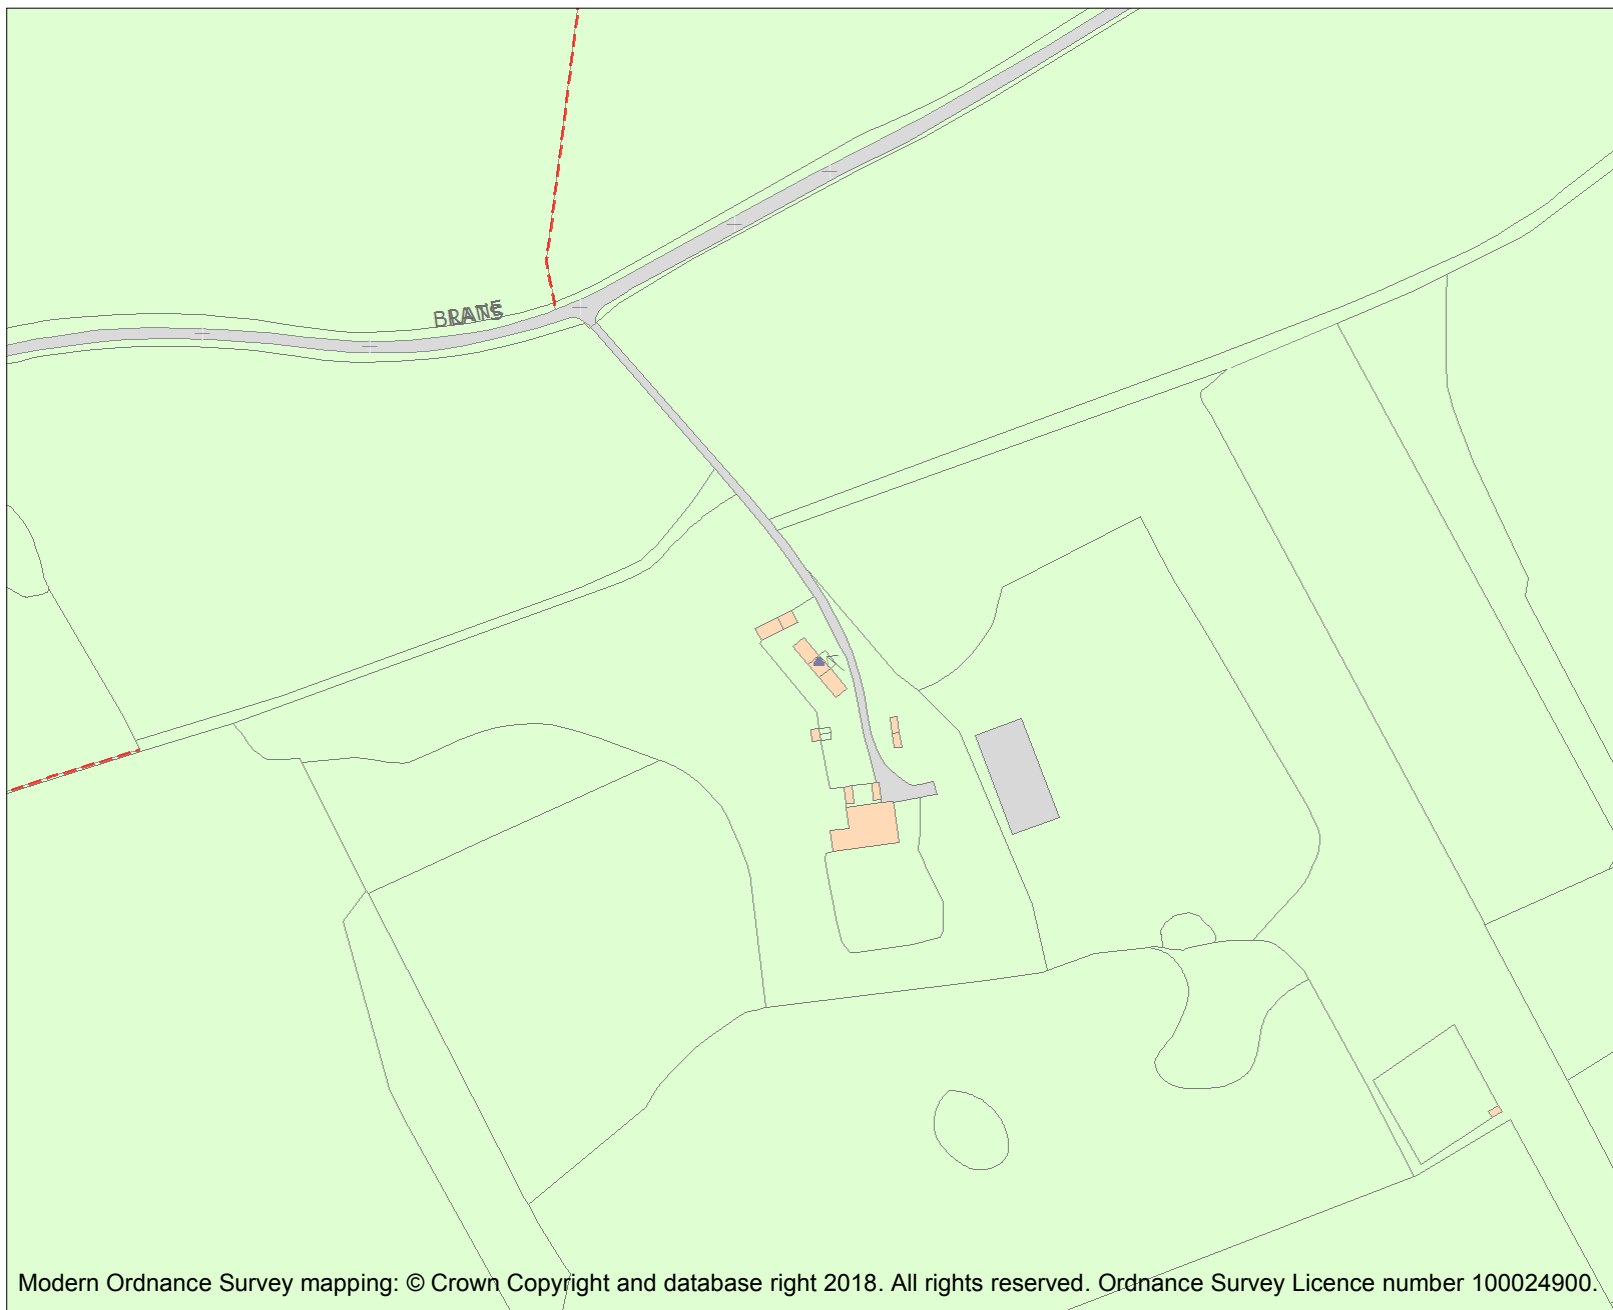 Modern Ordnance Survey mapping: © Crown Copyright and database right 2018. All rights reserved. Ordnance Survey Licence number 100024900.